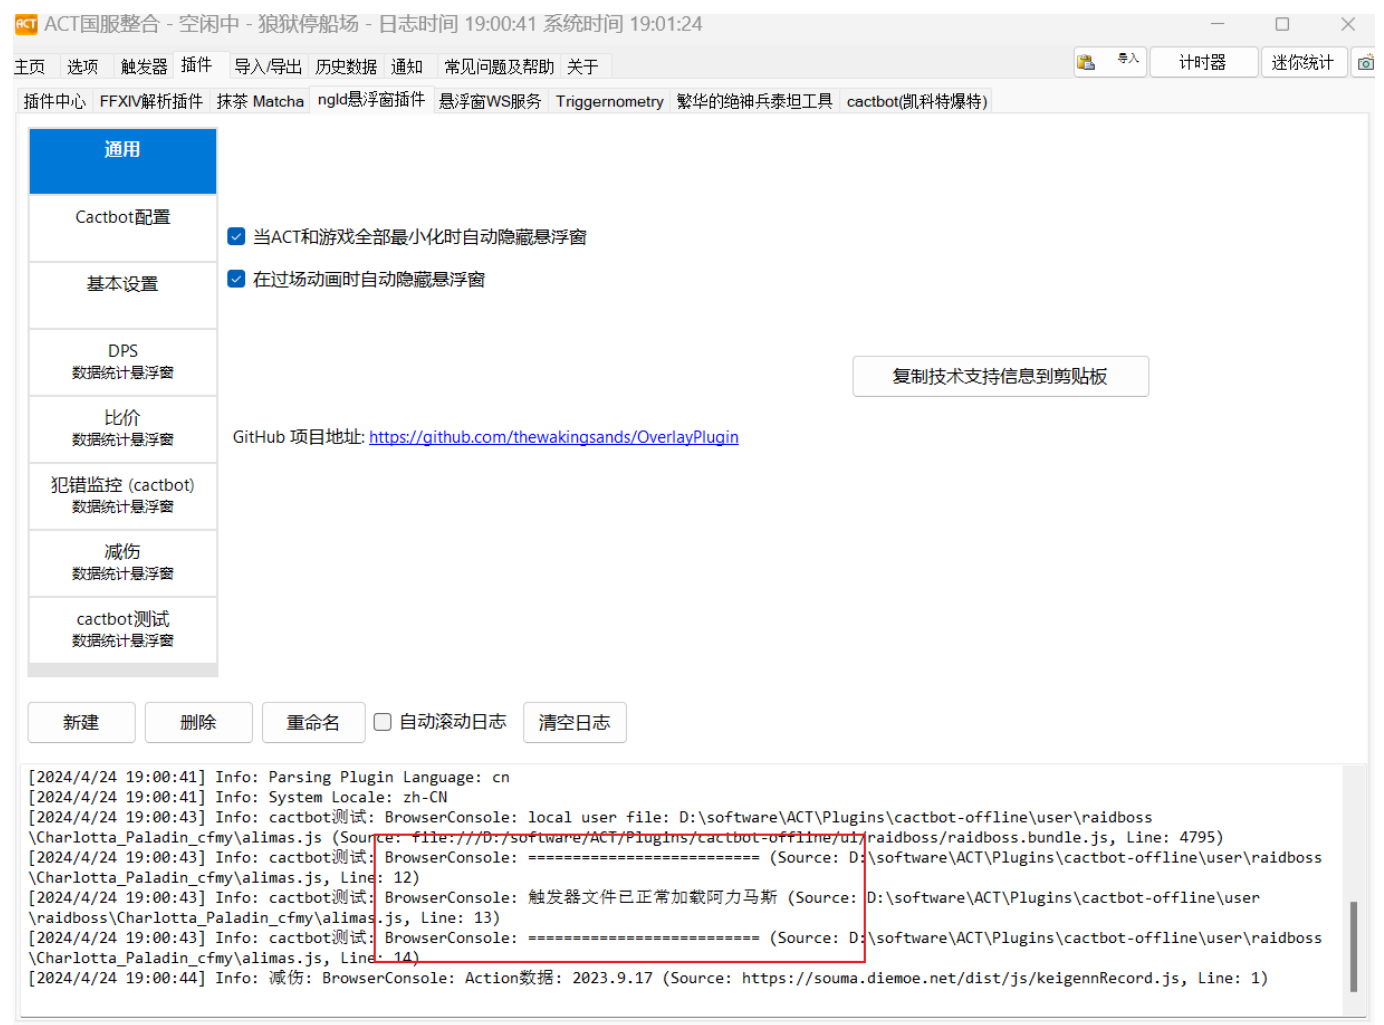 ACT国服整合 - 空闲中 - 狼狱停船场 - 日志时间 19:00:41 系统时间 19:01:24
主页 选项 触发器 插件 导入/导出 历史数据 通知 常见问题及帮助 关于 导入 计时器 迷你统计
插件中心 FFXIV解析插件 抹茶 Matcha ngld悬浮窗插件 悬浮窗WS服务 Triggernometry 繁华的绝神兵泰坦工具 cactbot(凯科特爆特)
通用
Cactbot配置
当ACT和游戏全部最小化时自动隐藏悬浮窗
在过场动画时自动隐藏悬浮窗
基本设置
DPS
数据统计悬浮窗
复制技术支持信息到剪贴板
比价
数据统计悬浮窗
GitHub 项目地址: https://github.com/thewakingsands/OverlayPlugin
犯错监控 (cactbot)
数据统计悬浮窗
减伤
数据统计悬浮窗
cactbot测试
数据统计悬浮窗
新建 删除 重命名 自动滚动日志 清空日志
[2024/4/24 19:00:41] Info: Parsing Plugin Language: cn
[2024/4/24 19:00:41] Info: System Locale: zh-CN
[2024/4/24 19:00:43] Info: cactbot测试: BrowserConsole: local user file: D:\software\ACT\Plugins\cactbot-offline\user\raidboss
\Charlotta_Paladin_cfmy\alimas.js (Source: file:///D:/software/ACT/Plugins/cactbot-offline/ui/raidboss/raidboss.bundle.js, Line: 4795)
[2024/4/24 19:00:43] Info: cactbot测试: BrowserConsole: ========================== (Source: D:\software\ACT\Plugins\cactbot-offline\user\raidboss
\Charlotta_Paladin_cfmy\alimas.js, Line: 12)
[2024/4/24 19:00:43] Info: cactbot测试: BrowserConsole: 触发器文件已正常加载阿力马斯 (Source: D:\software\ACT\Plugins\cactbot-offline\user
\raidboss\Charlotta_Paladin_cfmy\alimas.js, Line: 13)
[2024/4/24 19:00:43] Info: cactbot测试: BrowserConsole: ========================== (Source: D:\software\ACT\Plugins\cactbot-offline\user\raidboss
\Charlotta_Paladin_cfmy\alimas.js, Line: 14)
[2024/4/24 19:00:44] Info: 减伤: BrowserConsole: Action数据: 2023.9.17 (Source: https://souma.diemoe.net/dist/js/keigennRecord.js, Line: 1)